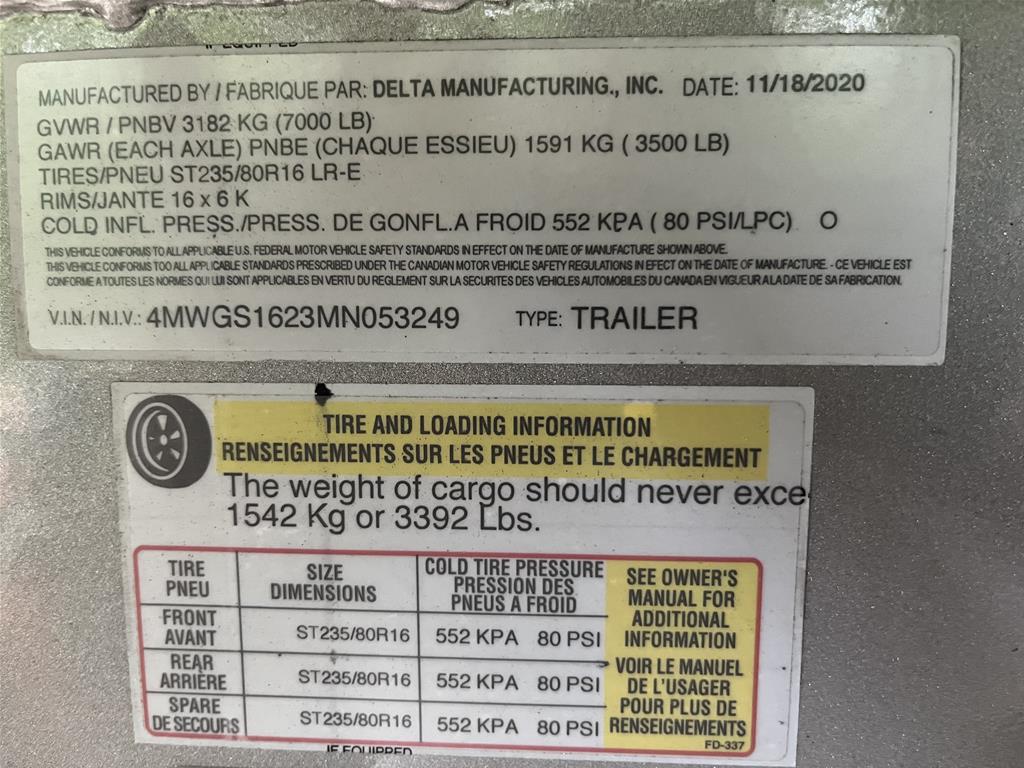 IF EQUIPPED
MANUFACTURED BY / FABRIQUE PAR: DELTA MANUFACTURING., INC. DATE: 11/18/2020
GVWR / PNBV 3182 KG (7000 LB)
GAWR (EACH AXLE) PNBE (CHAQUE ESSIEU) 1591 KG ( 3500 LB)
TIRES/PNEU ST235/80R16 LR-E
RIMS/JANTE 16 x 6 K
COLD INFL. PRESS./PRESS. DE GONFL.A FROID 552 KPA ( 80 PSI/LPC) O
THIS VEHICLE CONFORMS TO ALL APPLICABLE U.S. FEDERAL MOTOR VEHICLE SAFETY STANDARDS IN EFFECT ON THE DATE OF MANUFACTURE SHOWN ABOVE.
THIS VEHICLE CONFORMS TOO ALL APPLICABLE STANDARDS PRESCRIBED UNDER THE CANADIAN MOTOR VEHICLE SAFETY REGULATIONS IN EFECT ON THE DATE OF MANUFACTURE. - CE VEHICLE EST
CONFORME A TOUTES LES NORMES QUI LUI SONT APPLICABLES EN VERTU DU REGLEMENT SUR LA SECURITES DES VEHICLES AUTOMOBILES DU CANADA EN VIGUEUR A LA DATE DE SA FABRICATION.
V.I.N. / N.I.V.: 4MWGS1623MN053249 TYPE: TRAILER
TIRE AND LOADING INFORMATION
RENSEIGNEMENTS SUR LES PNEUS ET LE CHARGEMENT
The weight of cargo should never exce
1542 Kg or 3392 Lbs.
TIRE
PNEU
SIZE
DIMENSIONS
COLD TIRE PRESSURE
PRESSION DES
PNEUS A FROID
FRONT
AVANT
ST235/80R16 552 KPA 80 PSI
REAR
ARRIÈRE
ST235/80R16 552 KPA 80 PSI
SPARE
DE SECOURS
ST235/80R16 552 KPA 80 PSI
SEE OWNER'S
MANUAL FOR
ADDITIONAL
INFORMATION
VOIR LE MANUEL
DE L'USAGER
POUR PLUS DE
RENSEIGNEMENTS
FD-337
IF EQUIPPED